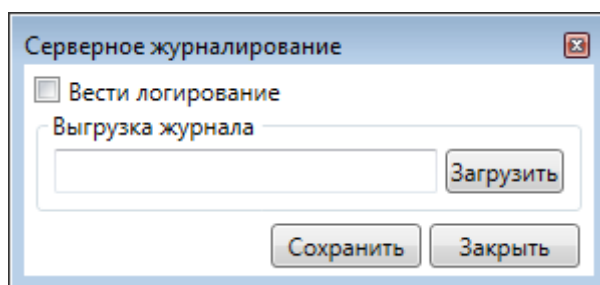 Серверное журналирование
Вести логирование
Выгрузка журнала
Загрузить
Сохранить Закрыть